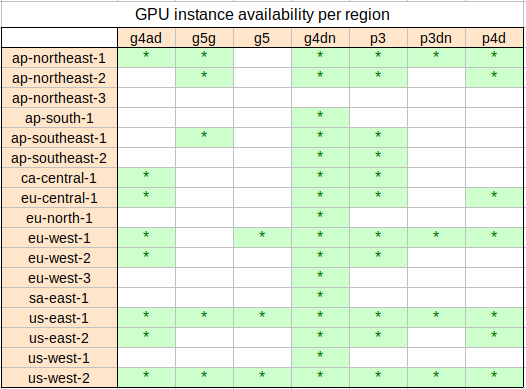 GPU instance availability per region
g4ad g5g g5 g4dn p3 p3dn p4d
ap-northeast-1 * * * * * *
ap-northeast-2 * * * *
ap-northeast-3
ap-south-1 *
ap-southeast-1 * * *
ap-southeast-2 * *
ca-central-1 * * *
eu-central-1 * * * *
eu-north-1 *
eu-west-1 * * * * * *
eu-west-2 * * *
eu-west-3 *
sa-east-1 *
us-east-1 * * * * * * *
us-east-2 * * * *
us-west-1 *
us-west-2 * * * * * * *